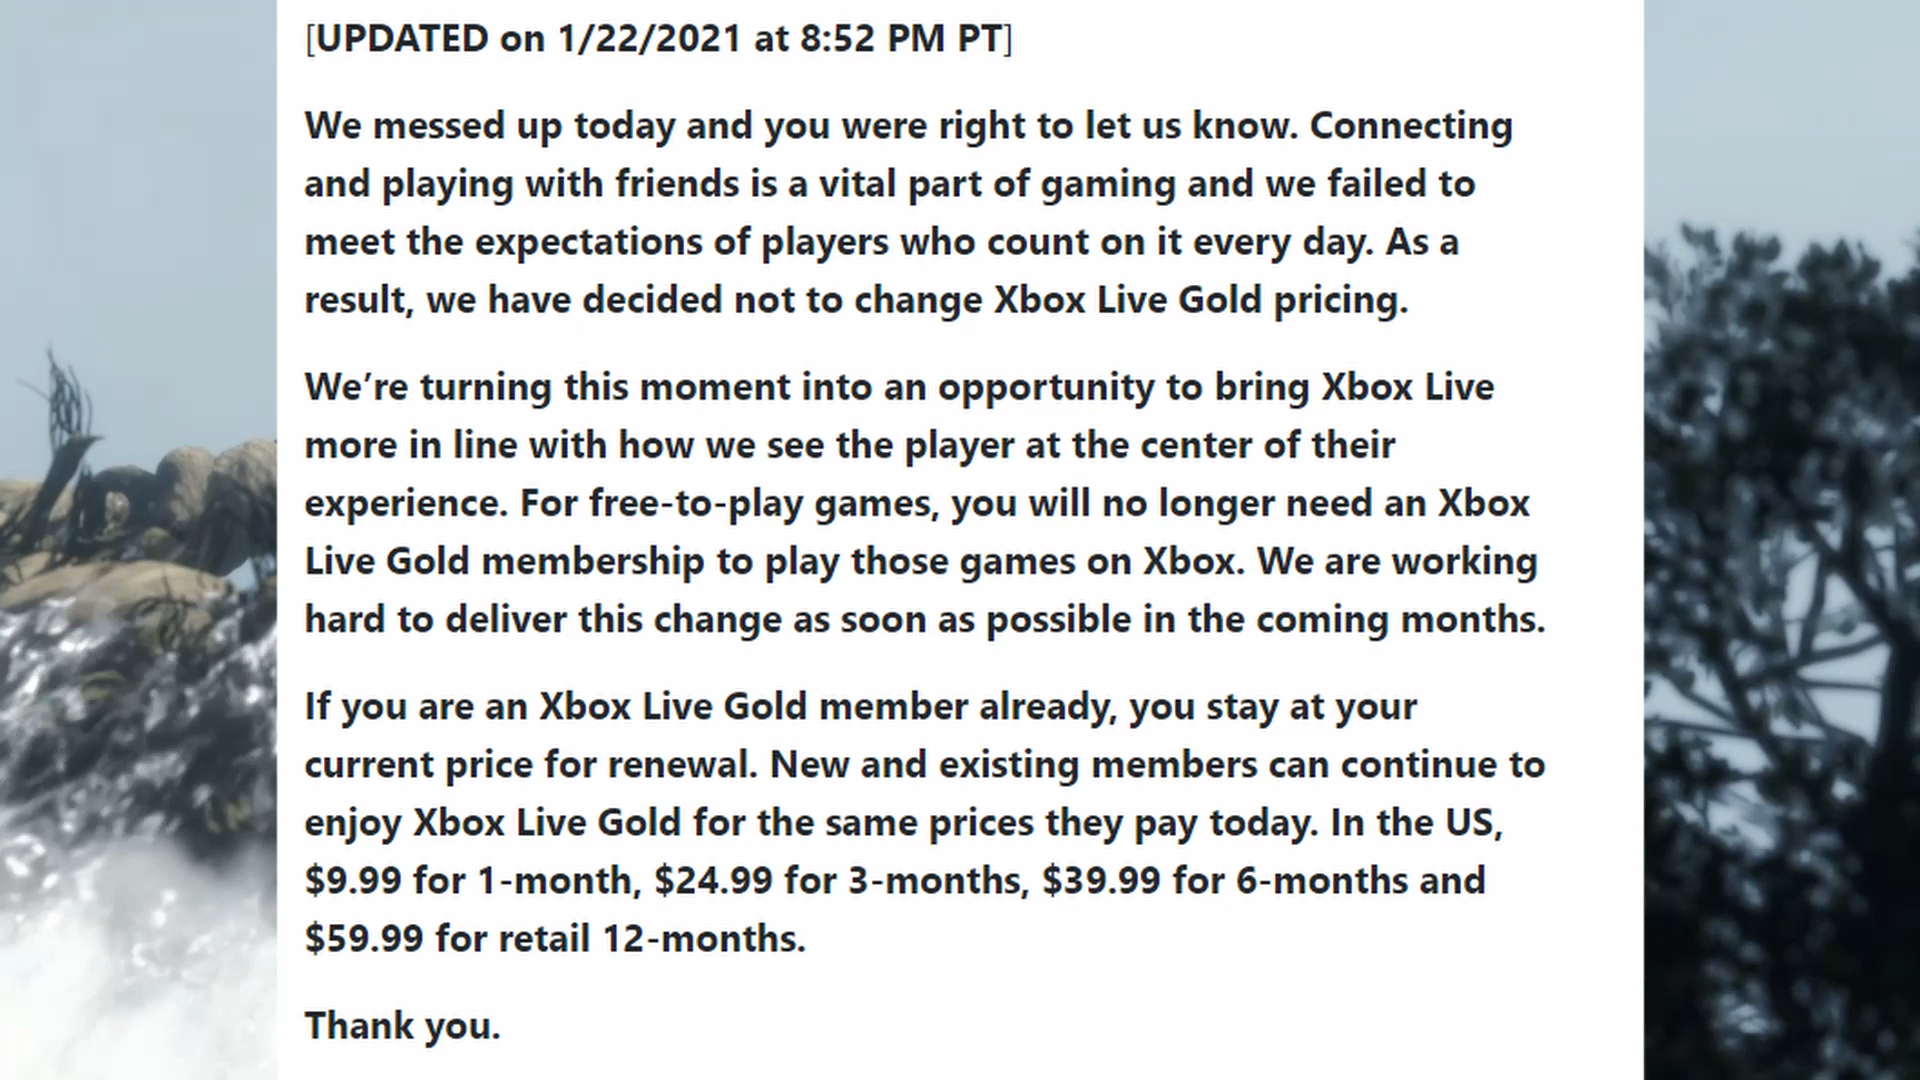 [UPDATED on 1/22/2021 at 8:52 PM PT]
We messed up today and you were right to let us know. Connecting
and playing with friends is a vital part of gaming and we failed to
meet the expectations of players who count on it every day. As a
result, we have decided not to change Xbox Live Gold pricing.
We’re turning this moment into an opportunity to bring Xbox Live
more in line with how we see the player at the center of their
experience. For free-to-play games, you will no longer need an Xbox
Live Gold membership to play those games on Xbox. We are working
hard to deliver this change as soon as possible in the coming months.
If you are an Xbox Live Gold member already, you stay at your
current price for renewal. New and existing members can continue to
enjoy Xbox Live Gold for the same prices they pay today. In the US,
$9.99 for 1-month, $24.99 for 3-months, $39.99 for 6-months and
$59.99 for retail 12-months.
Thank you.